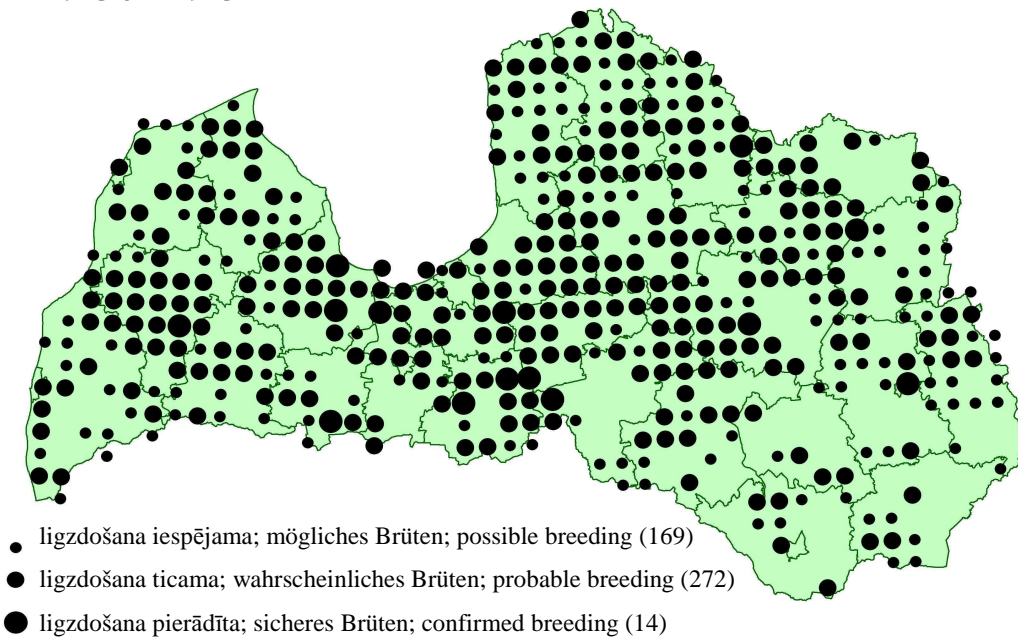 ligzdošana iespējama; mögliches Brüten; possible breeding (169)
ligzdošana ticama; wahrscheinliches Brüten; probable breeding (272)
ligzdošana pierādīta; sicheres Brüten; confirmed breeding (14)